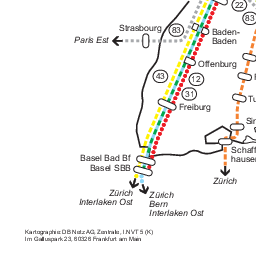 22
83
Strasbourg
83
Paris Est
Baden-
Baden
Offenburg
43
12
31
Freiburg
Tu
Sin
Basel Bad Bf
Basel SBB
Schaff
hausen
Zürich
Zürich
Interlaken Ost
Zürich
Bern
Interlaken Ost
Kartographie: DB Netz AG, Zentrale, I.NVT 5 (K)
Im Galluspark 23, 60326 Frankfurt am Main